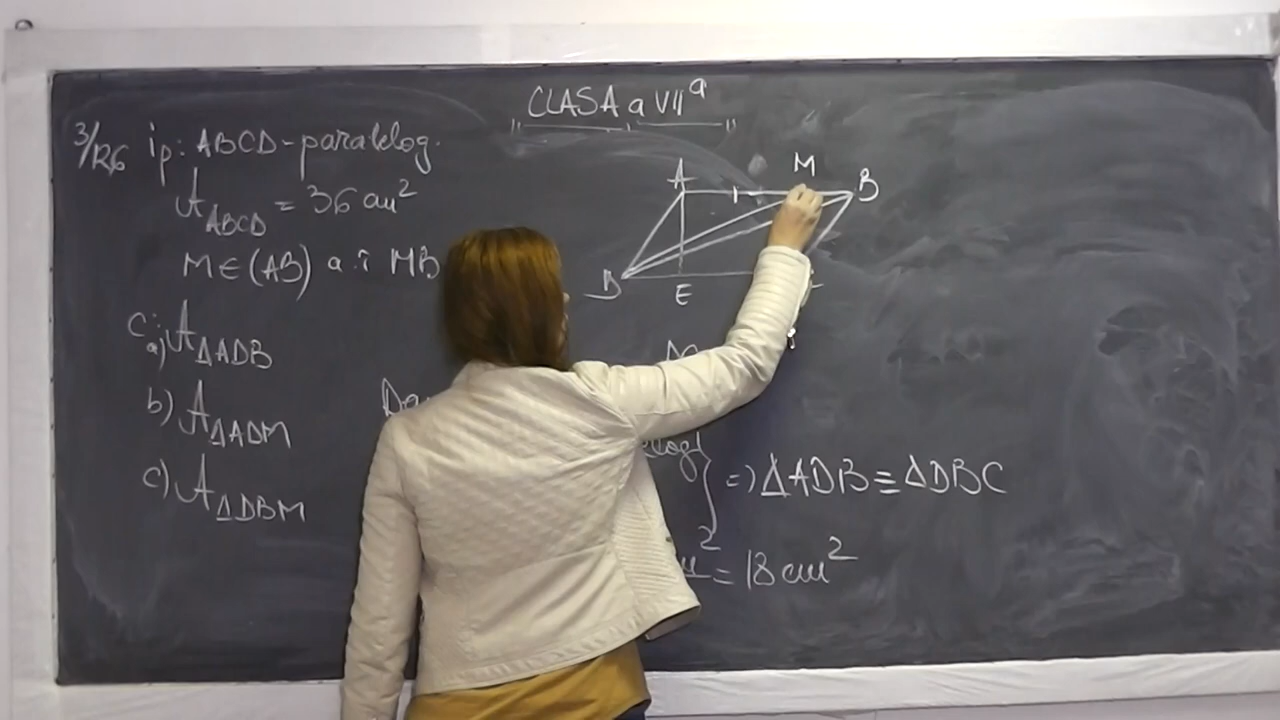 CLASA a VII a
3/R6 ip: ABCD - paralelog.
A ABCD = 36 cm²
M ∈ (AB) a.î MB
C:
a) A ΔADB
b) A ΔADM
c) A ΔDBM
A M B
D E
} => ΔADB ≡ ΔDBC
= 18 cm²